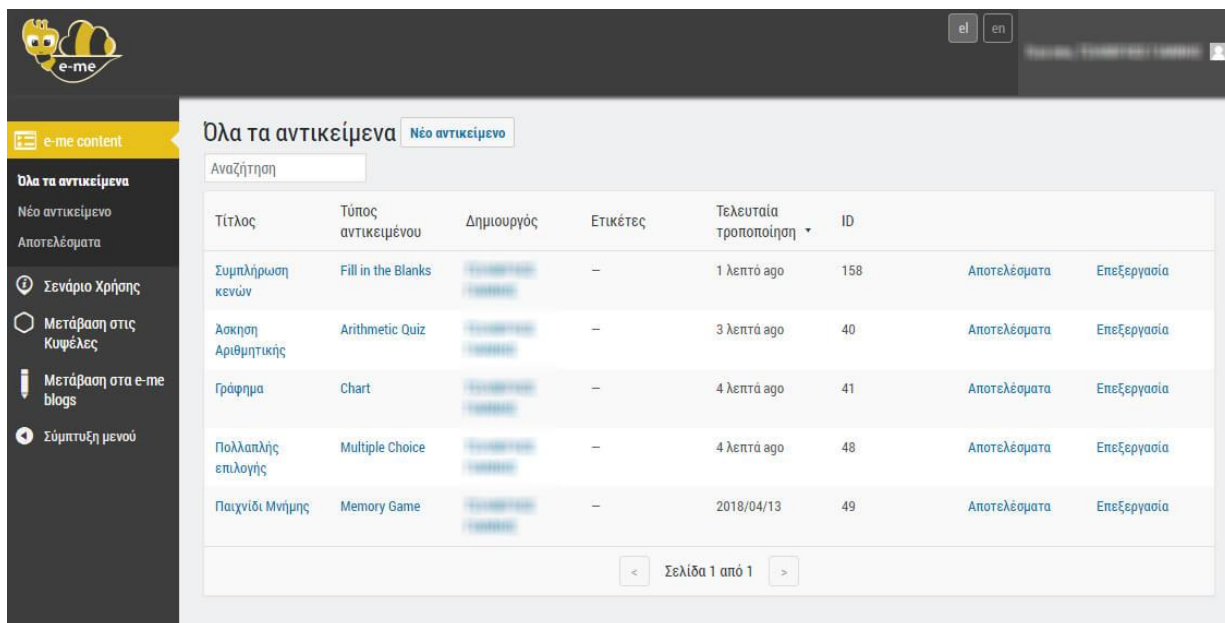 e-me
el en
e-me content
Όλα τα αντικείμενα
Νέο αντικείμενο
Αποτελέσματα
Σενάριο Χρήσης
Μετάβαση στις
Κυψέλες
Μετάβαση στα e-me
blogs
Σύμπτυξη μενού
Όλα τα αντικείμενα Νέο αντικείμενο
Αναζήτηση
Τίτλος Τύπος αντικειμένου Δημιουργός Ετικέτες Τελευταία τροποποίηση ID
Συμπλήρωση κενών Fill in the Blanks – 1 λεπτό ago 158 Αποτελέσματα Επεξεργασία
Άσκηση Αριθμητικής Arithmetic Quiz – 3 λεπτά ago 40 Αποτελέσματα Επεξεργασία
Γράφημα Chart – 4 λεπτά ago 41 Αποτελέσματα Επεξεργασία
Πολλαπλής επιλογής Multiple Choice – 4 λεπτά ago 48 Αποτελέσματα Επεξεργασία
Παιχνίδι Μνήμης Memory Game – 2018/04/13 49 Αποτελέσματα Επεξεργασία
< Σελίδα 1 από 1 >